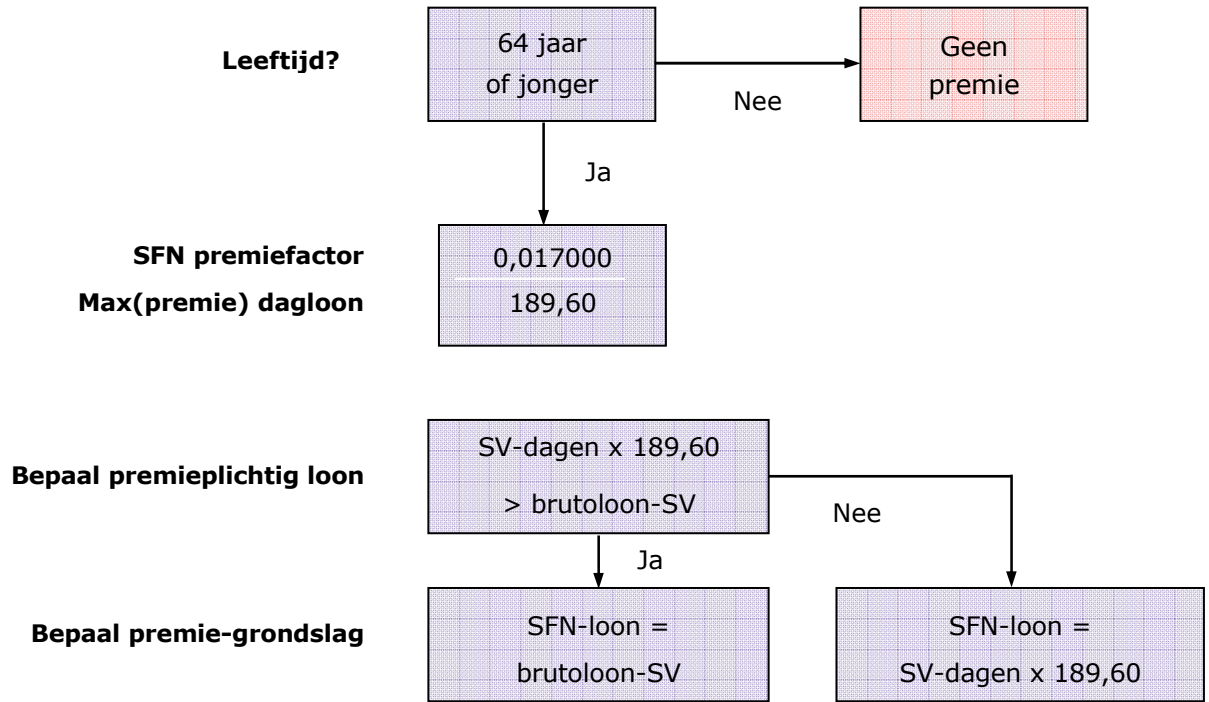 Leeftijd?
64 jaar
of jonger
Nee
Geen
premie
Ja
SFN premiefactor
0,017000
Max(premie) dagloon
189,60
Bepaal premieplichtig loon
SV-dagen x 189,60
> brutoloon-SV
Nee
Ja
Bepaal premie-grondslag
SFN-loon =
brutoloon-SV
SFN-loon =
SV-dagen x 189,60